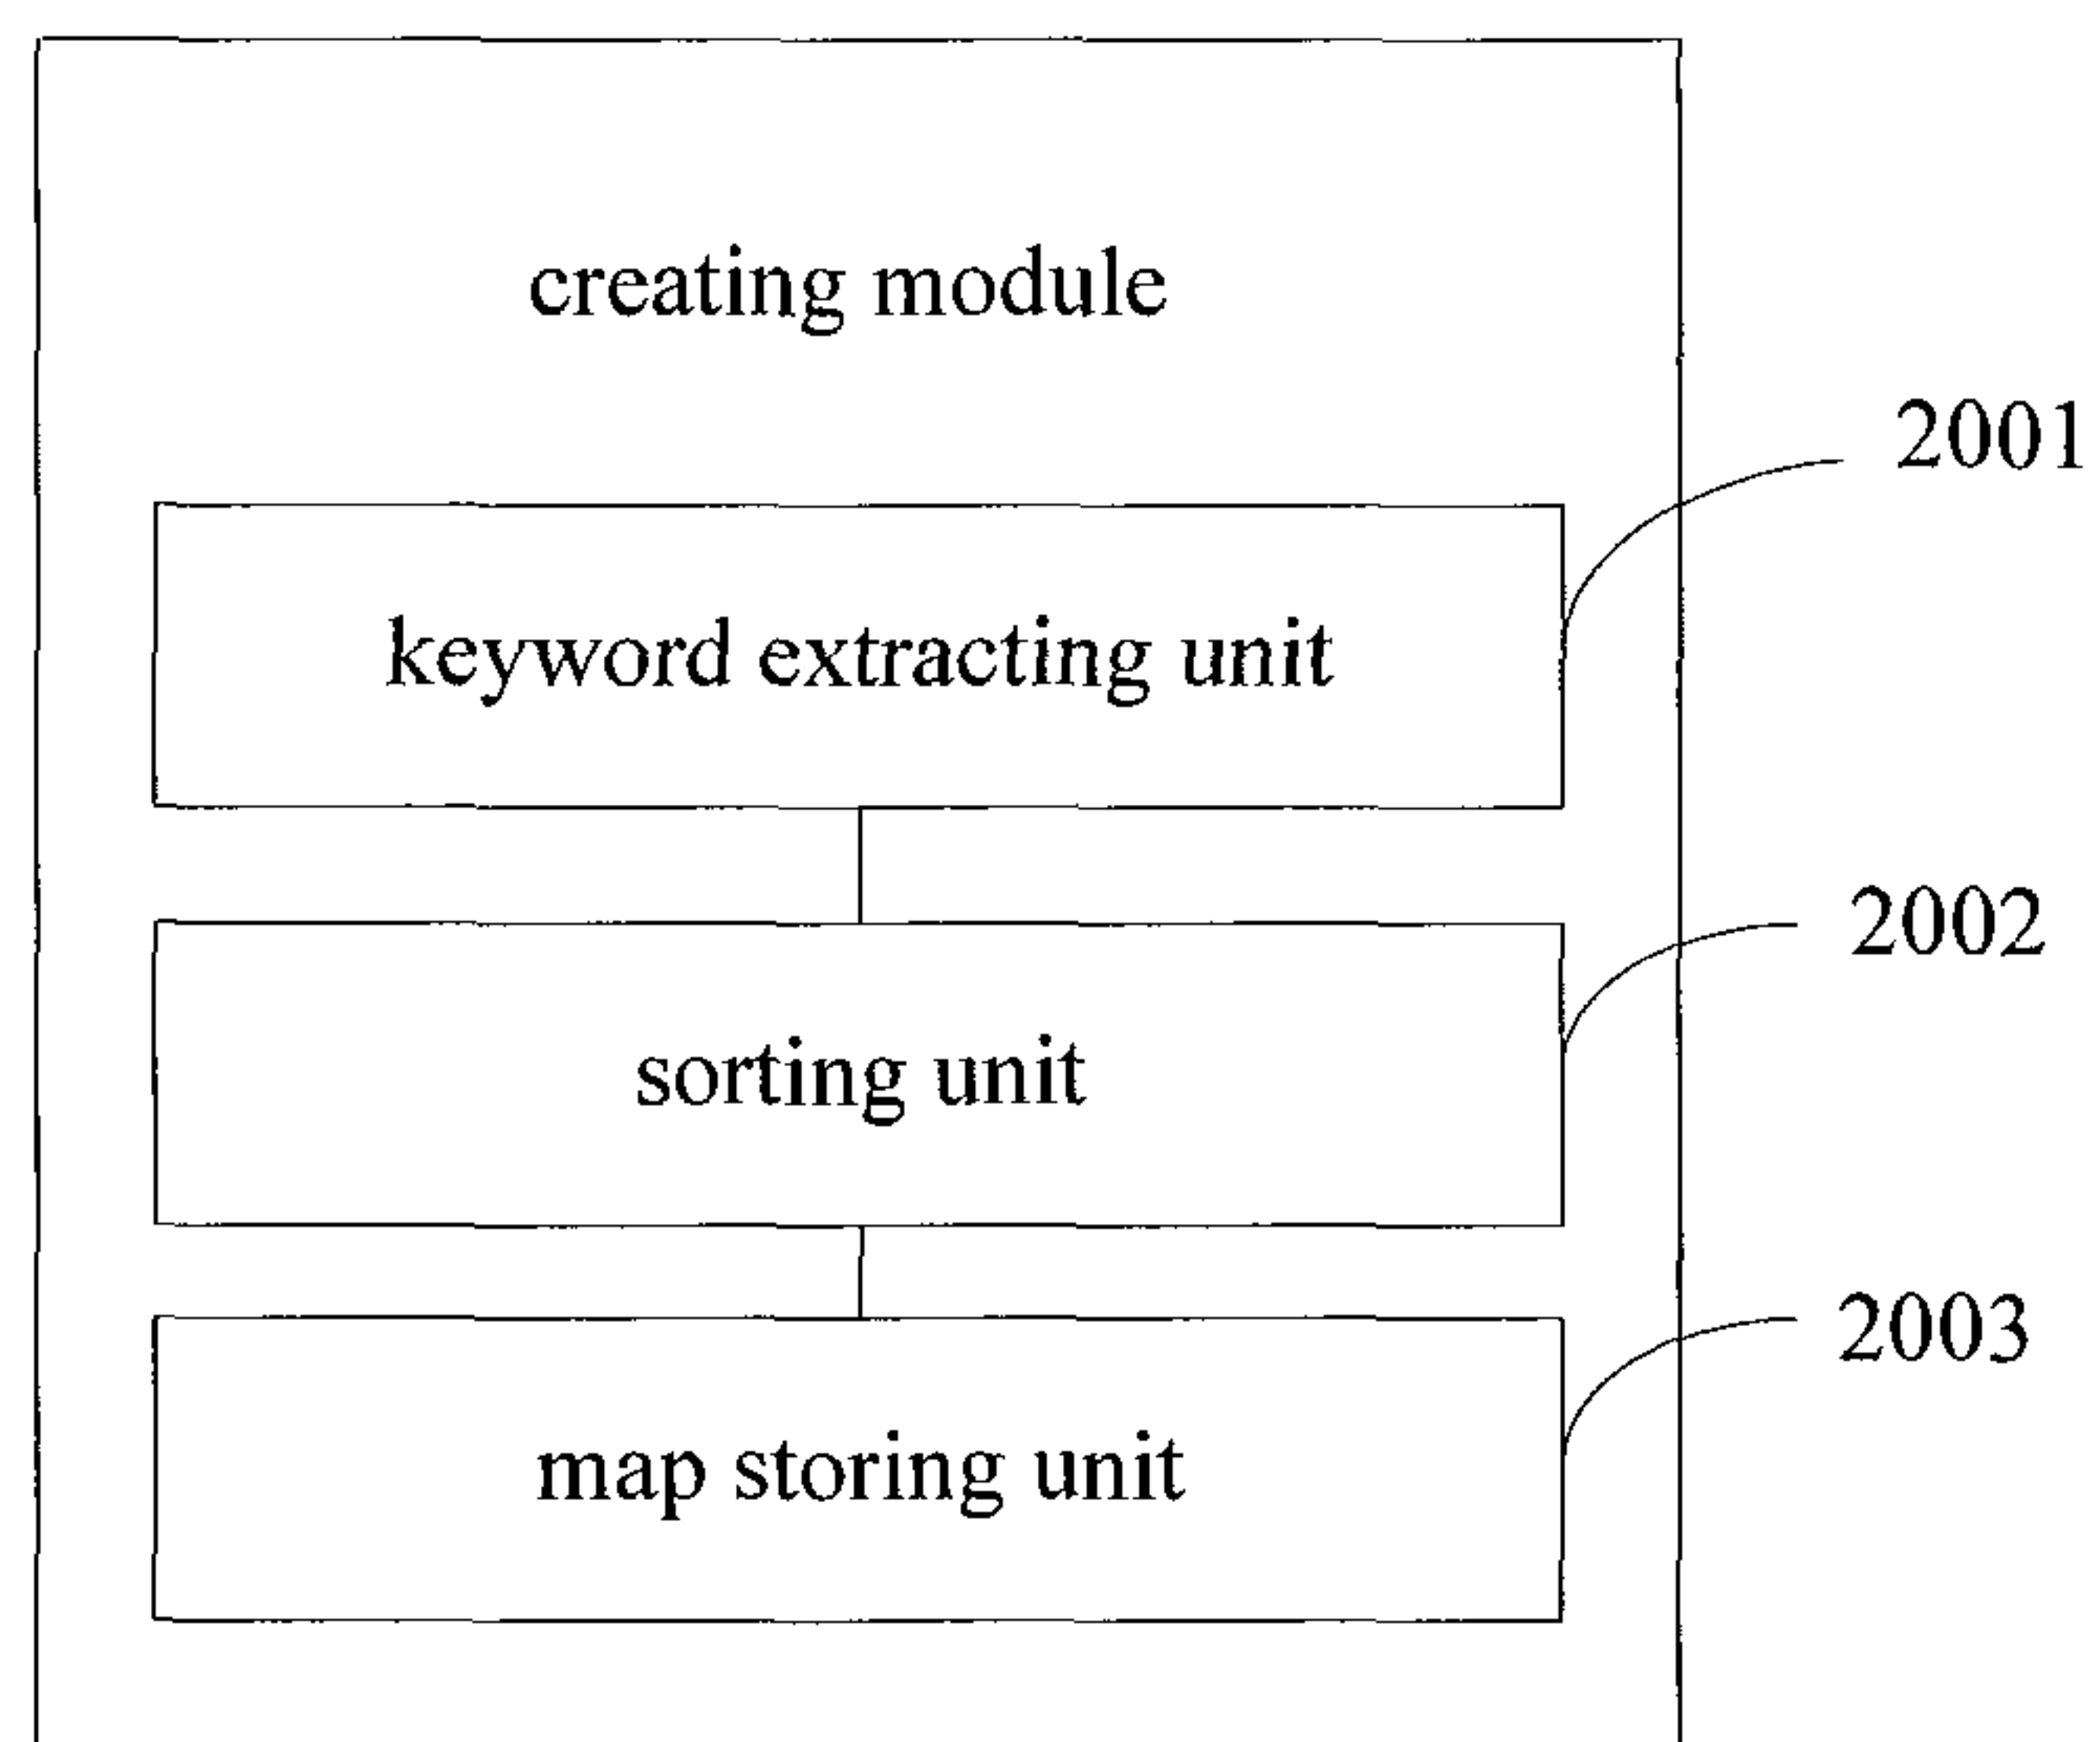 creating module
2001
keyword extracting unit
2002
sorting unit
2003
map storing unit